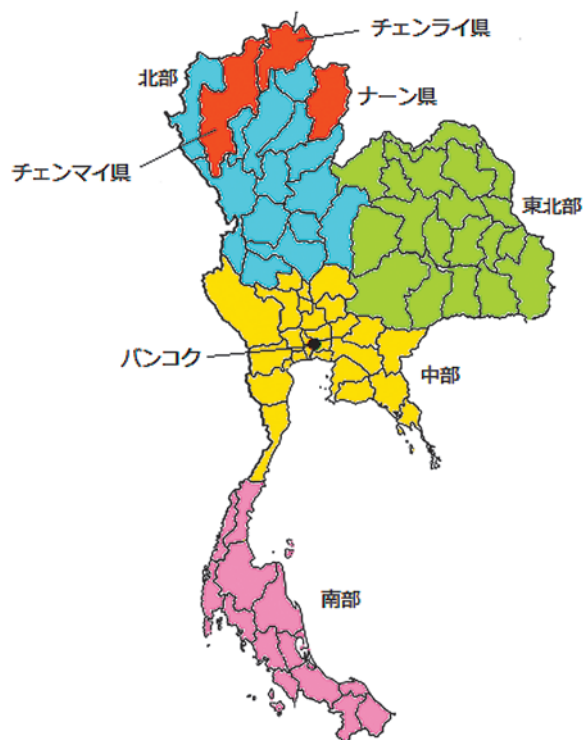 チェンライ県
北部
ナーン県
チェンマイ県
東北部
バンコク
中部
南部